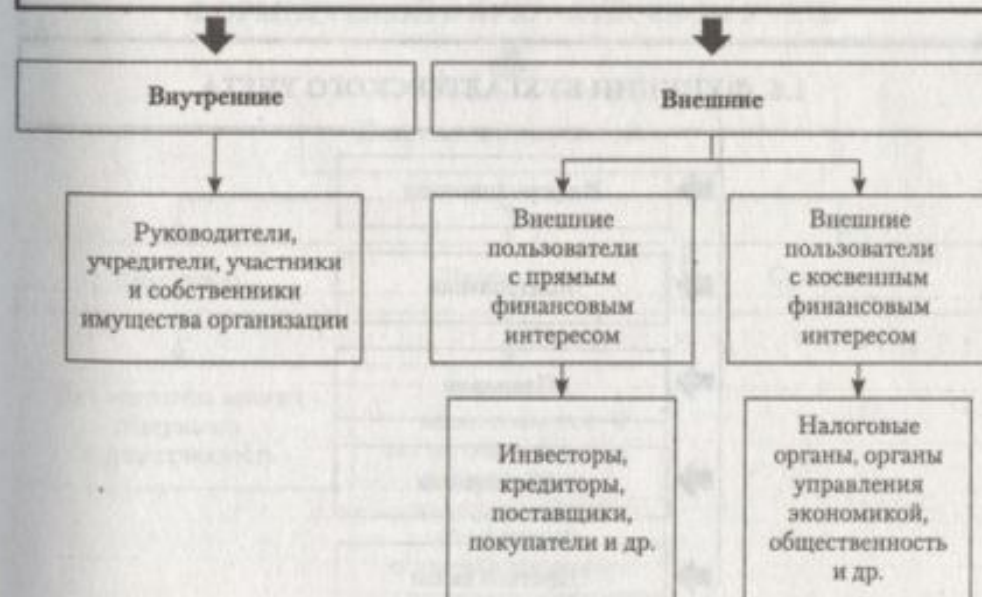 Внутренние
Внешние
Руководители,
учредители, участники
и собственники
имущества организации
Внешние
пользователи
с прямым
финансовым
интересом
Внешние
пользователи
с косвенным
финансовым
интересом
Инвесторы,
кредиторы,
поставщики,
покупатели и др.
Налоговые
органы, органы
управления
экономикой,
общественность
и др.